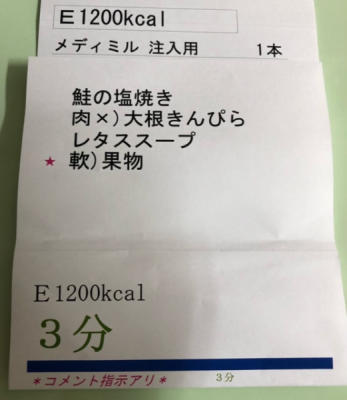 E1200kcal
メディミル 注入用 1本
鮭の塩焼き
肉×)大根きんぴら
レタススープ
★ 軟)果物
E1200kcal
3分
*コメント指示アリ* 3分